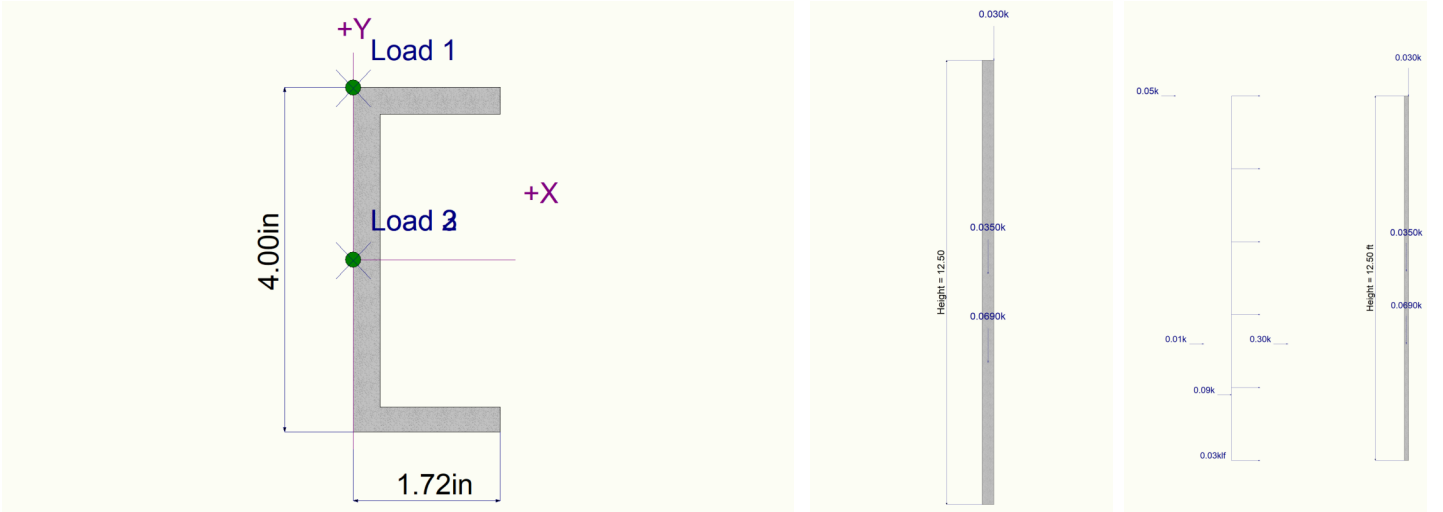 +Y
Load 1
+X
Load 2
4.00in
1.72in
0.030k
0.0350k
Height = 12.50
0.0690k
0.030k
0.05k
0.0350k
Height = 12.50 ft
0.0690k
0.01k
0.30k
0.09k
0.03klf